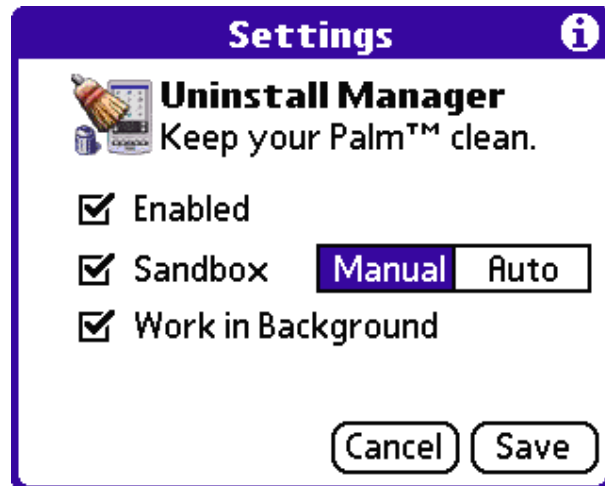 Settings
Uninstall Manager
Keep your Palm™ clean.
Enabled
Sandbox Manual Auto
Work in Background
Cancel Save